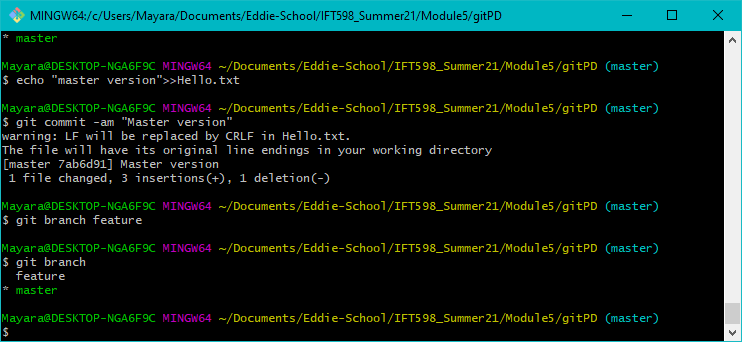 MINGW64:/c/Users/Mayara/Documents/Eddie-School/IFT598_Summer21/Module5/gitPD
* master
Mayara@DESKTOP-NGA6F9C MINGW64 ~/Documents/Eddie-School/IFT598_Summer21/Module5/gitPD (master)
$ echo "master version">>Hello.txt
Mayara@DESKTOP-NGA6F9C MINGW64 ~/Documents/Eddie-School/IFT598_Summer21/Module5/gitPD (master)
$ git commit -am "Master version"
warning: LF will be replaced by CRLF in Hello.txt.
The file will have its original line endings in your working directory
[master 7ab6d91] Master version
1 file changed, 3 insertions(+), 1 deletion(-)
Mayara@DESKTOP-NGA6F9C MINGW64 ~/Documents/Eddie-School/IFT598_Summer21/Module5/gitPD (master)
$ git branch feature
Mayara@DESKTOP-NGA6F9C MINGW64 ~/Documents/Eddie-School/IFT598_Summer21/Module5/gitPD (master)
$ git branch
feature
* master
Mayara@DESKTOP-NGA6F9C MINGW64 ~/Documents/Eddie-School/IFT598_Summer21/Module5/gitPD (master)
$